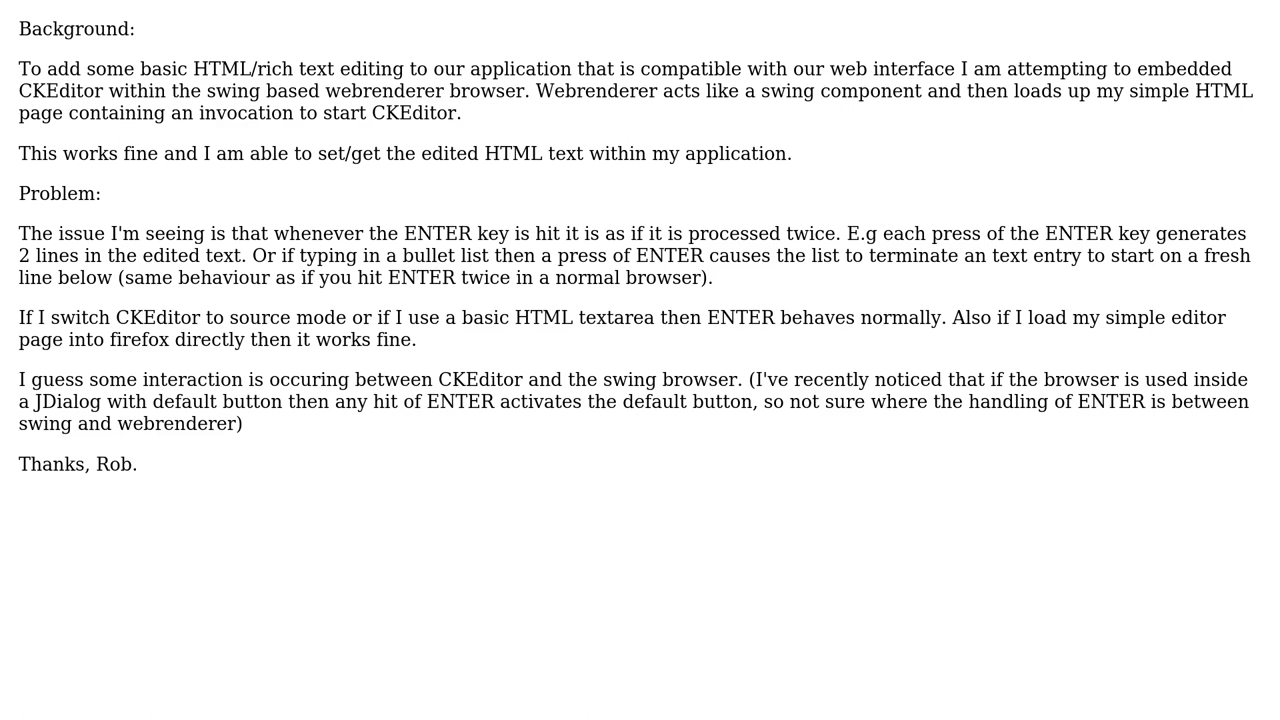 Background:
To add some basic HTML/rich text editing to our application that is compatible with our web interface I am attempting to embedded
CKEditor within the swing based webrenderer browser. Webrenderer acts like a swing component and then loads up my simple HTML
page containing an invocation to start CKEditor.
This works fine and I am able to set/get the edited HTML text within my application.
Problem:
The issue I'm seeing is that whenever the ENTER key is hit it is as if it is processed twice. E.g each press of the ENTER key generates
2 lines in the edited text. Or if typing in a bullet list then a press of ENTER causes the list to terminate an text entry to start on a fresh
line below (same behaviour as if you hit ENTER twice in a normal browser).
If I switch CKEditor to source mode or if I use a basic HTML textarea then ENTER behaves normally. Also if I load my simple editor
page into firefox directly then it works fine.
I guess some interaction is occuring between CKEditor and the swing browser. (I've recently noticed that if the browser is used inside
a JDialog with default button then any hit of ENTER activates the default button, so not sure where the handling of ENTER is between
swing and webrenderer)
Thanks, Rob.